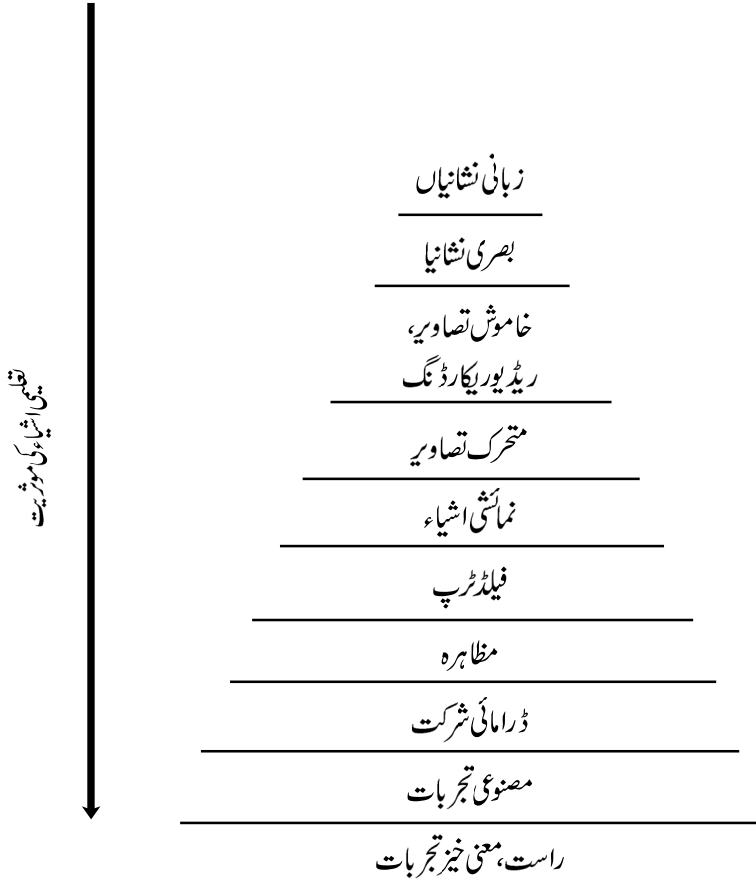 زبانی نشانیاں
بصری نشانیا
خاموش تصاویر،
ریڈیو ریکارڈنگ
متحرک تصاویر
نمائشی اشیاء
فیلڈ ٹرپ
مظاہرہ
ڈرامائی شرکت
مصنوعی تجربات
راست، معنی خیز تجربات
تعلیمی اشیاء کی موثریت